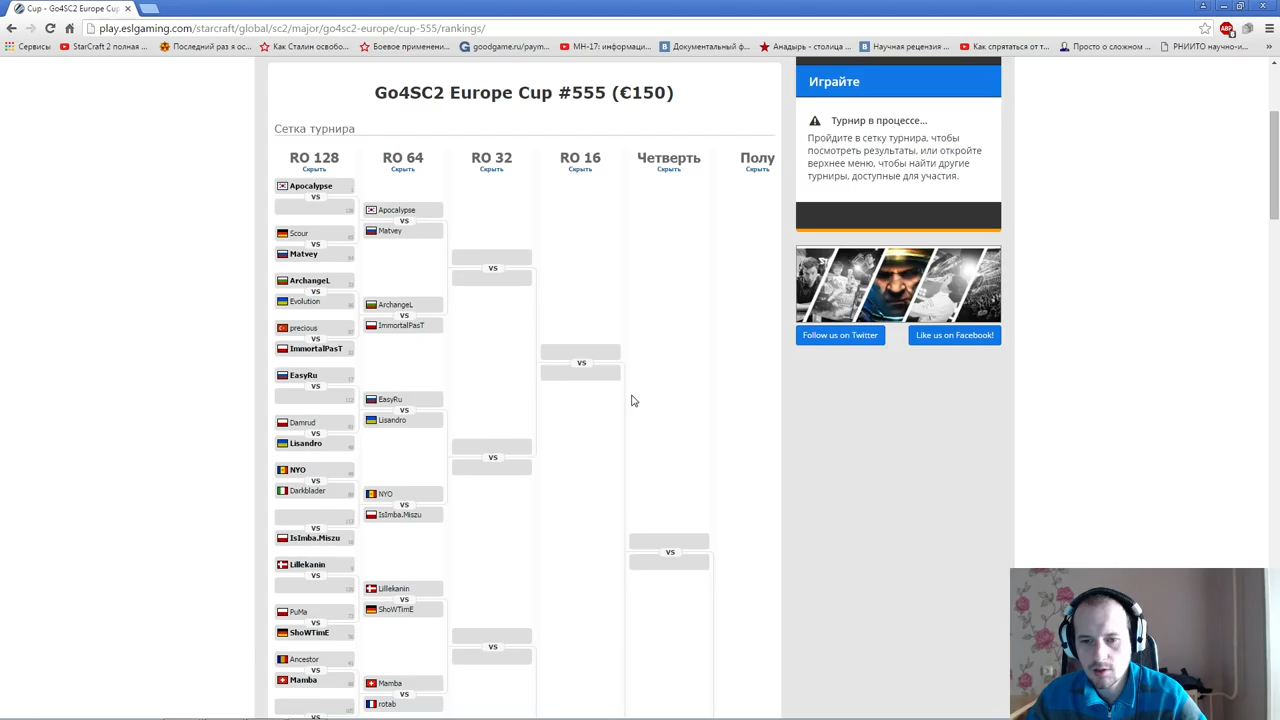 Cup - Go4SC2 Europe Cup
play.eslgaming.com/starcraft/global/sc2/major/go4sc2-europe/cup-555/rankings/
Сервисы
StarCraft 2 полная ...
Последний раз я ос...
Как Сталин освобо...
Боевое применени...
goodgame.ru/paym...
МН-17: информаци...
Документальный ф...
Анадырь - столица ...
Научная рецензия ...
Как спрятаться от т...
Просто о сложном ...
РНИИТО научно-и...
»
Go4SC2 Europe Cup #555 (€150)
Сетка турнира
RO 128 RO 64 RO 32 RO 16 Четверть Полу
Скрыть Скрыть Скрыть Скрыть Скрыть Скрыть
Apocalypse
VS
Scour
VS
Matvey
ArchangeL
VS
Evolution
precious
VS
ImmortalPasT
EasyRu
VS
Damrud
VS
Lisandro
NYO
VS
Darkblader
VS
IsImba.Miszu
Lillekanin
VS
PuMa
VS
ShoWTimE
Ancestor
VS
Mamba
VS
Apocalypse
VS
Matvey
ArchangeL
VS
ImmortalPasT
EasyRu
VS
Lisandro
NYO
VS
IsImba.Miszu
Lillekanin
VS
ShoWTimE
Mamba
VS
rotab
VS
VS
VS
VS
VS
Играйте
Турнир в процессе...
Пройдите в сетку турнира, чтобы
посмотреть результаты, или откройте
верхнее меню, чтобы найти другие
турниры, доступные для участия.
Follow us on Twitter
Like us on Facebook!
ABP